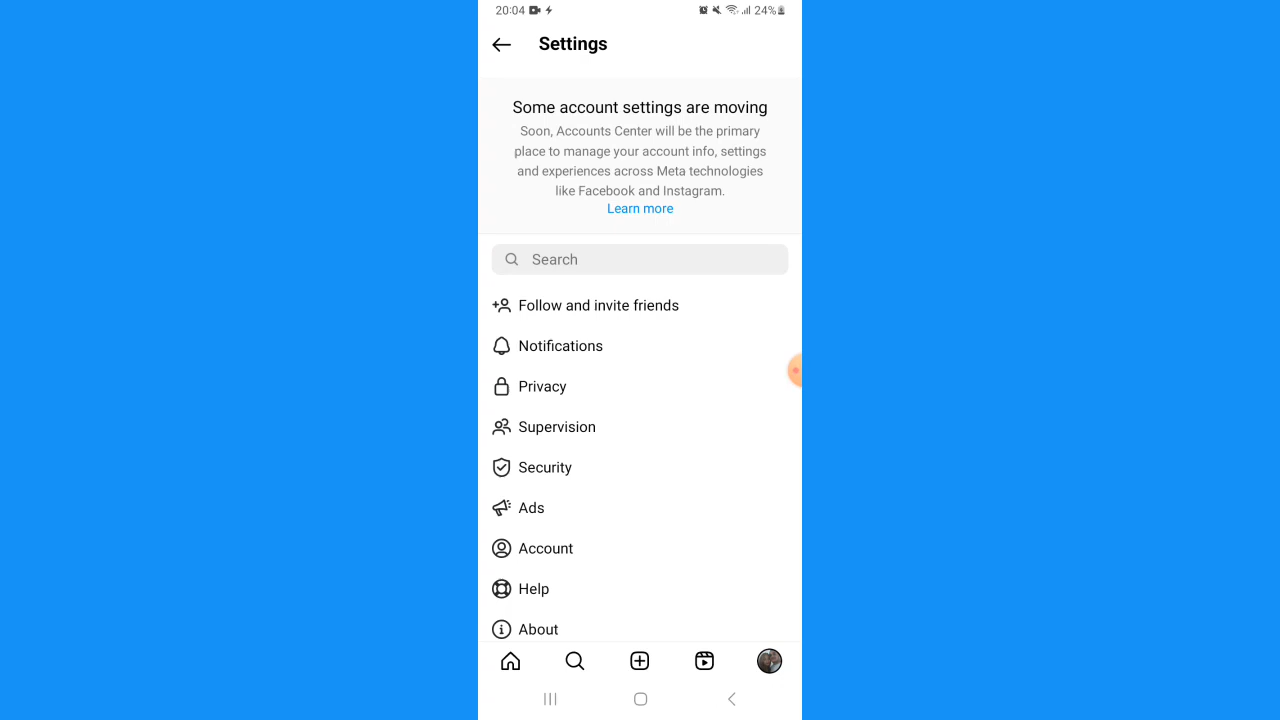 20:04
24%
Settings
Some account settings are moving
Soon, Accounts Center will be the primary
place to manage your account info, settings
and experiences across Meta technologies
like Facebook and Instagram.
Learn more
Search
Follow and invite friends
Notifications
Privacy
Supervision
Security
Ads
Account
Help
About